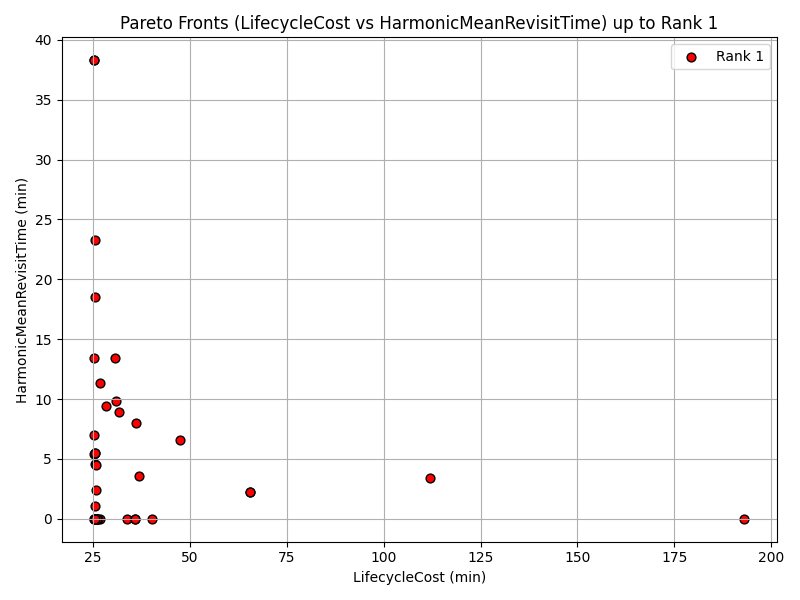 Pareto Fronts (LifecycleCost vs HarmonicMeanRevisitTime) up to Rank 1
Rank 1
40
35
30
25
20
15
10
5
0
HarmonicMeanRevisitTime (min)
25 50 75 100 125 150 175 200
LifecycleCost (min)